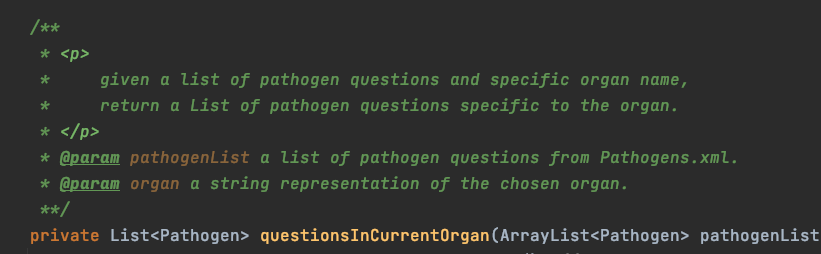 /**
* <p>
* given a list of pathogen questions and specific organ name,
* return a List of pathogen questions specific to the organ.
* </p>
* @param pathogenList a list of pathogen questions from Pathogens.xml.
* @param organ a string representation of the chosen organ.
**/
private List<Pathogen> questionsInCurrentOrgan(ArrayList<Pathogen> pathogenList